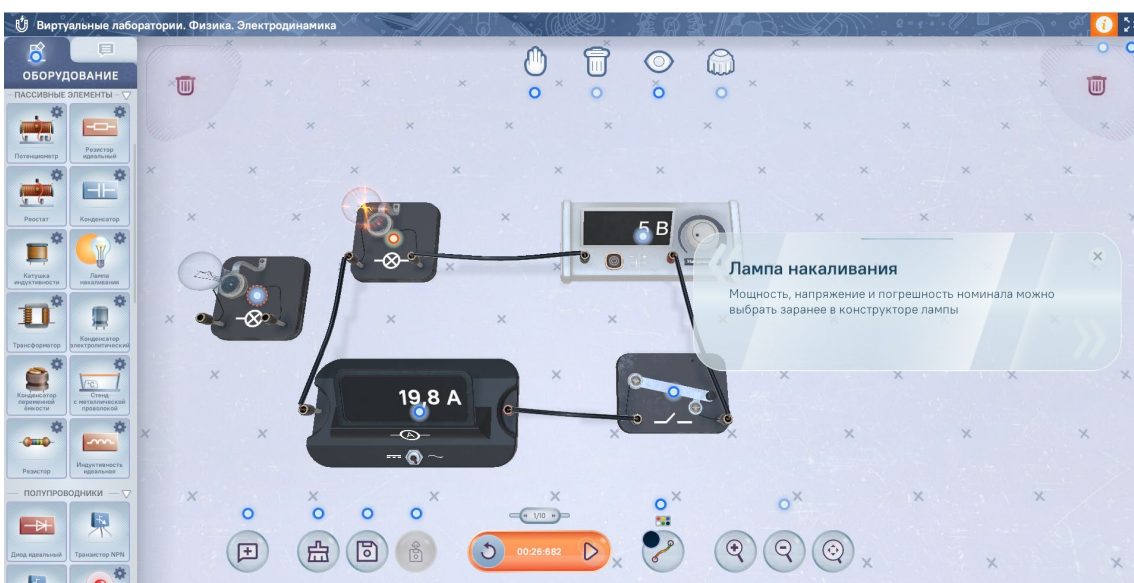 Виртуальные лаборатории. Физика. Электродинамика
ОБОРУДОВАНИЕ
ПАССИВНЫЕ ЭЛЕМЕНТЫ
Потенциометр
Резистор
идеальный
Реостат
Конденсатор
Катушка
индуктивности
Лампа
накаливания
Трансформатор
Конденсатор
электролитический
Конденсатор
переменной
ёмкости
Стенд
с металлической
проволокой
Резистор
Индуктивность
идеальная
ПОЛУПРОВОДНИКИ
Диод идеальный
Транзистор NPN
5 В
Лампа накаливания
Мощность, напряжение и погрешность номинала можно
выбрать заранее в конструкторе лампы
19,8 А
A
1/10
00:26:682